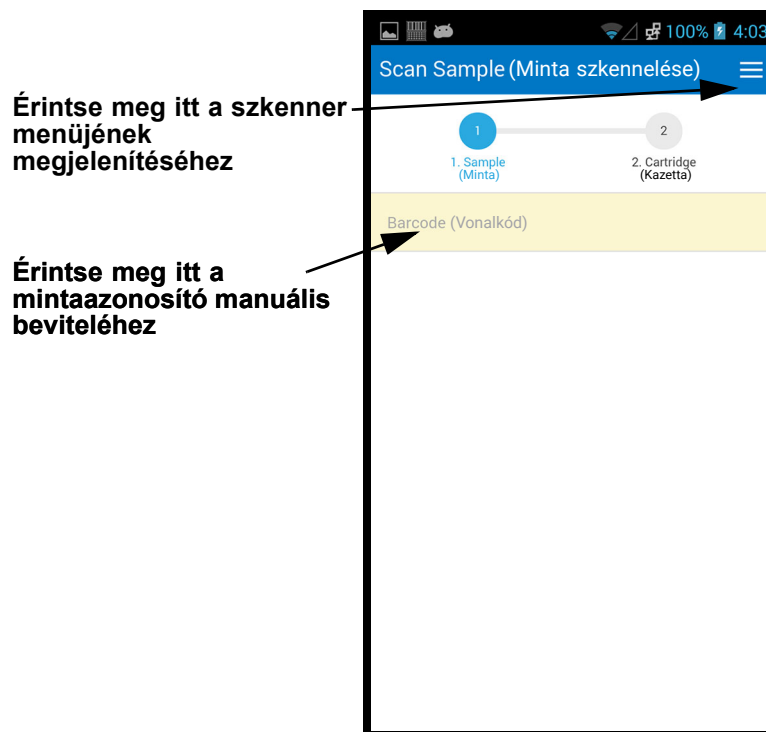 100% 4:03
Scan Sample (Minta szkennelése)
Érintse meg itt a szkenner
menüjének
megjelenítéséhez
1 2
1. Sample 2. Cartridge
(Minta) (Kazetta)
Barcode (Vonalkód)
Érintse meg itt a
mintaazonosító manuális
beviteléhez